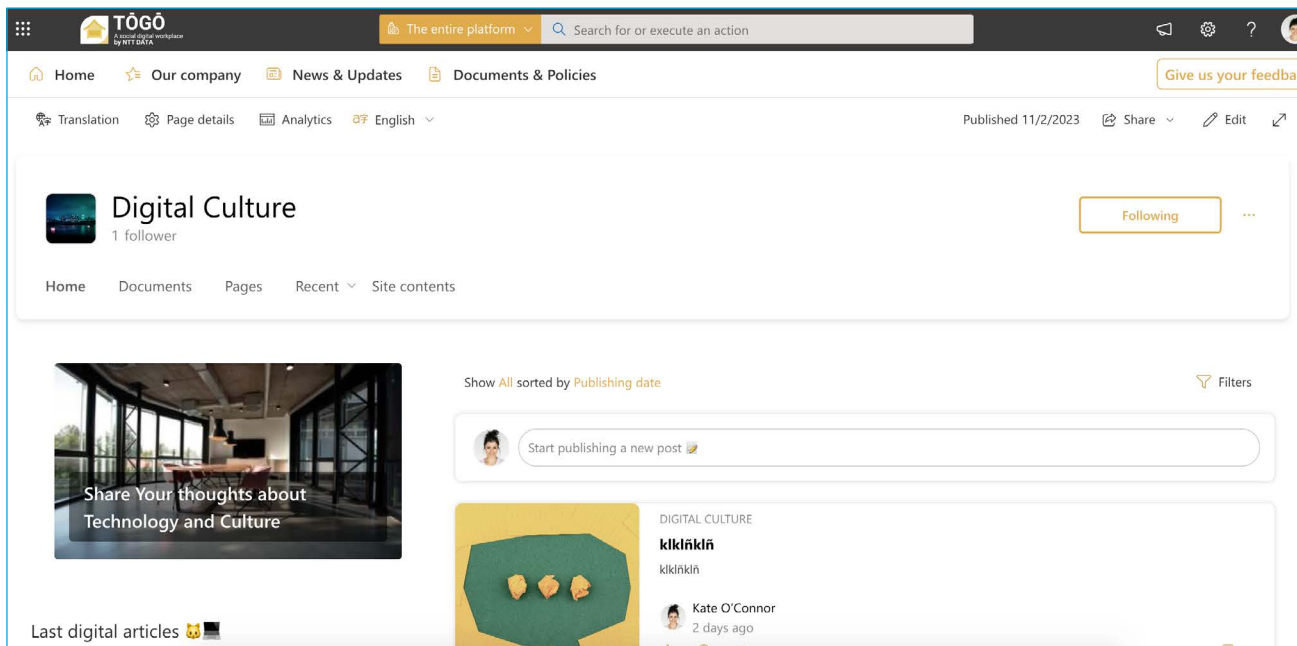 TŌGŌ
A social digital workplace
by NTT DATA
The entire platform
Search for or execute an action
?
Home
Our company
News & Updates
Documents & Policies
Give us your feedba
Translation
Page details
Analytics
English
Published 11/2/2023
Share
Edit
Digital Culture
1 follower
Following
...
Home
Documents
Pages
Recent
Site contents
Share Your thoughts about
Technology and Culture
Last digital articles 🐱💻
Show All sorted by Publishing date
Filters
Start publishing a new post 📝
DIGITAL CULTURE
klklñklñ
klklñklñ
Kate O'Connor
2 days ago